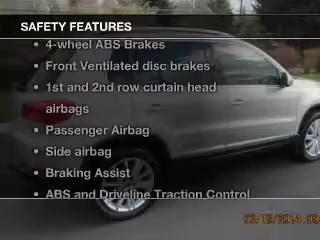 SAFETY FEATURES
• 4-wheel ABS Brakes
• Front Ventilated disc brakes
• 1st and 2nd row curtain head
airbags
• Passenger Airbag
• Side airbag
• Braking Assist
• ABS and Driveline Traction Control